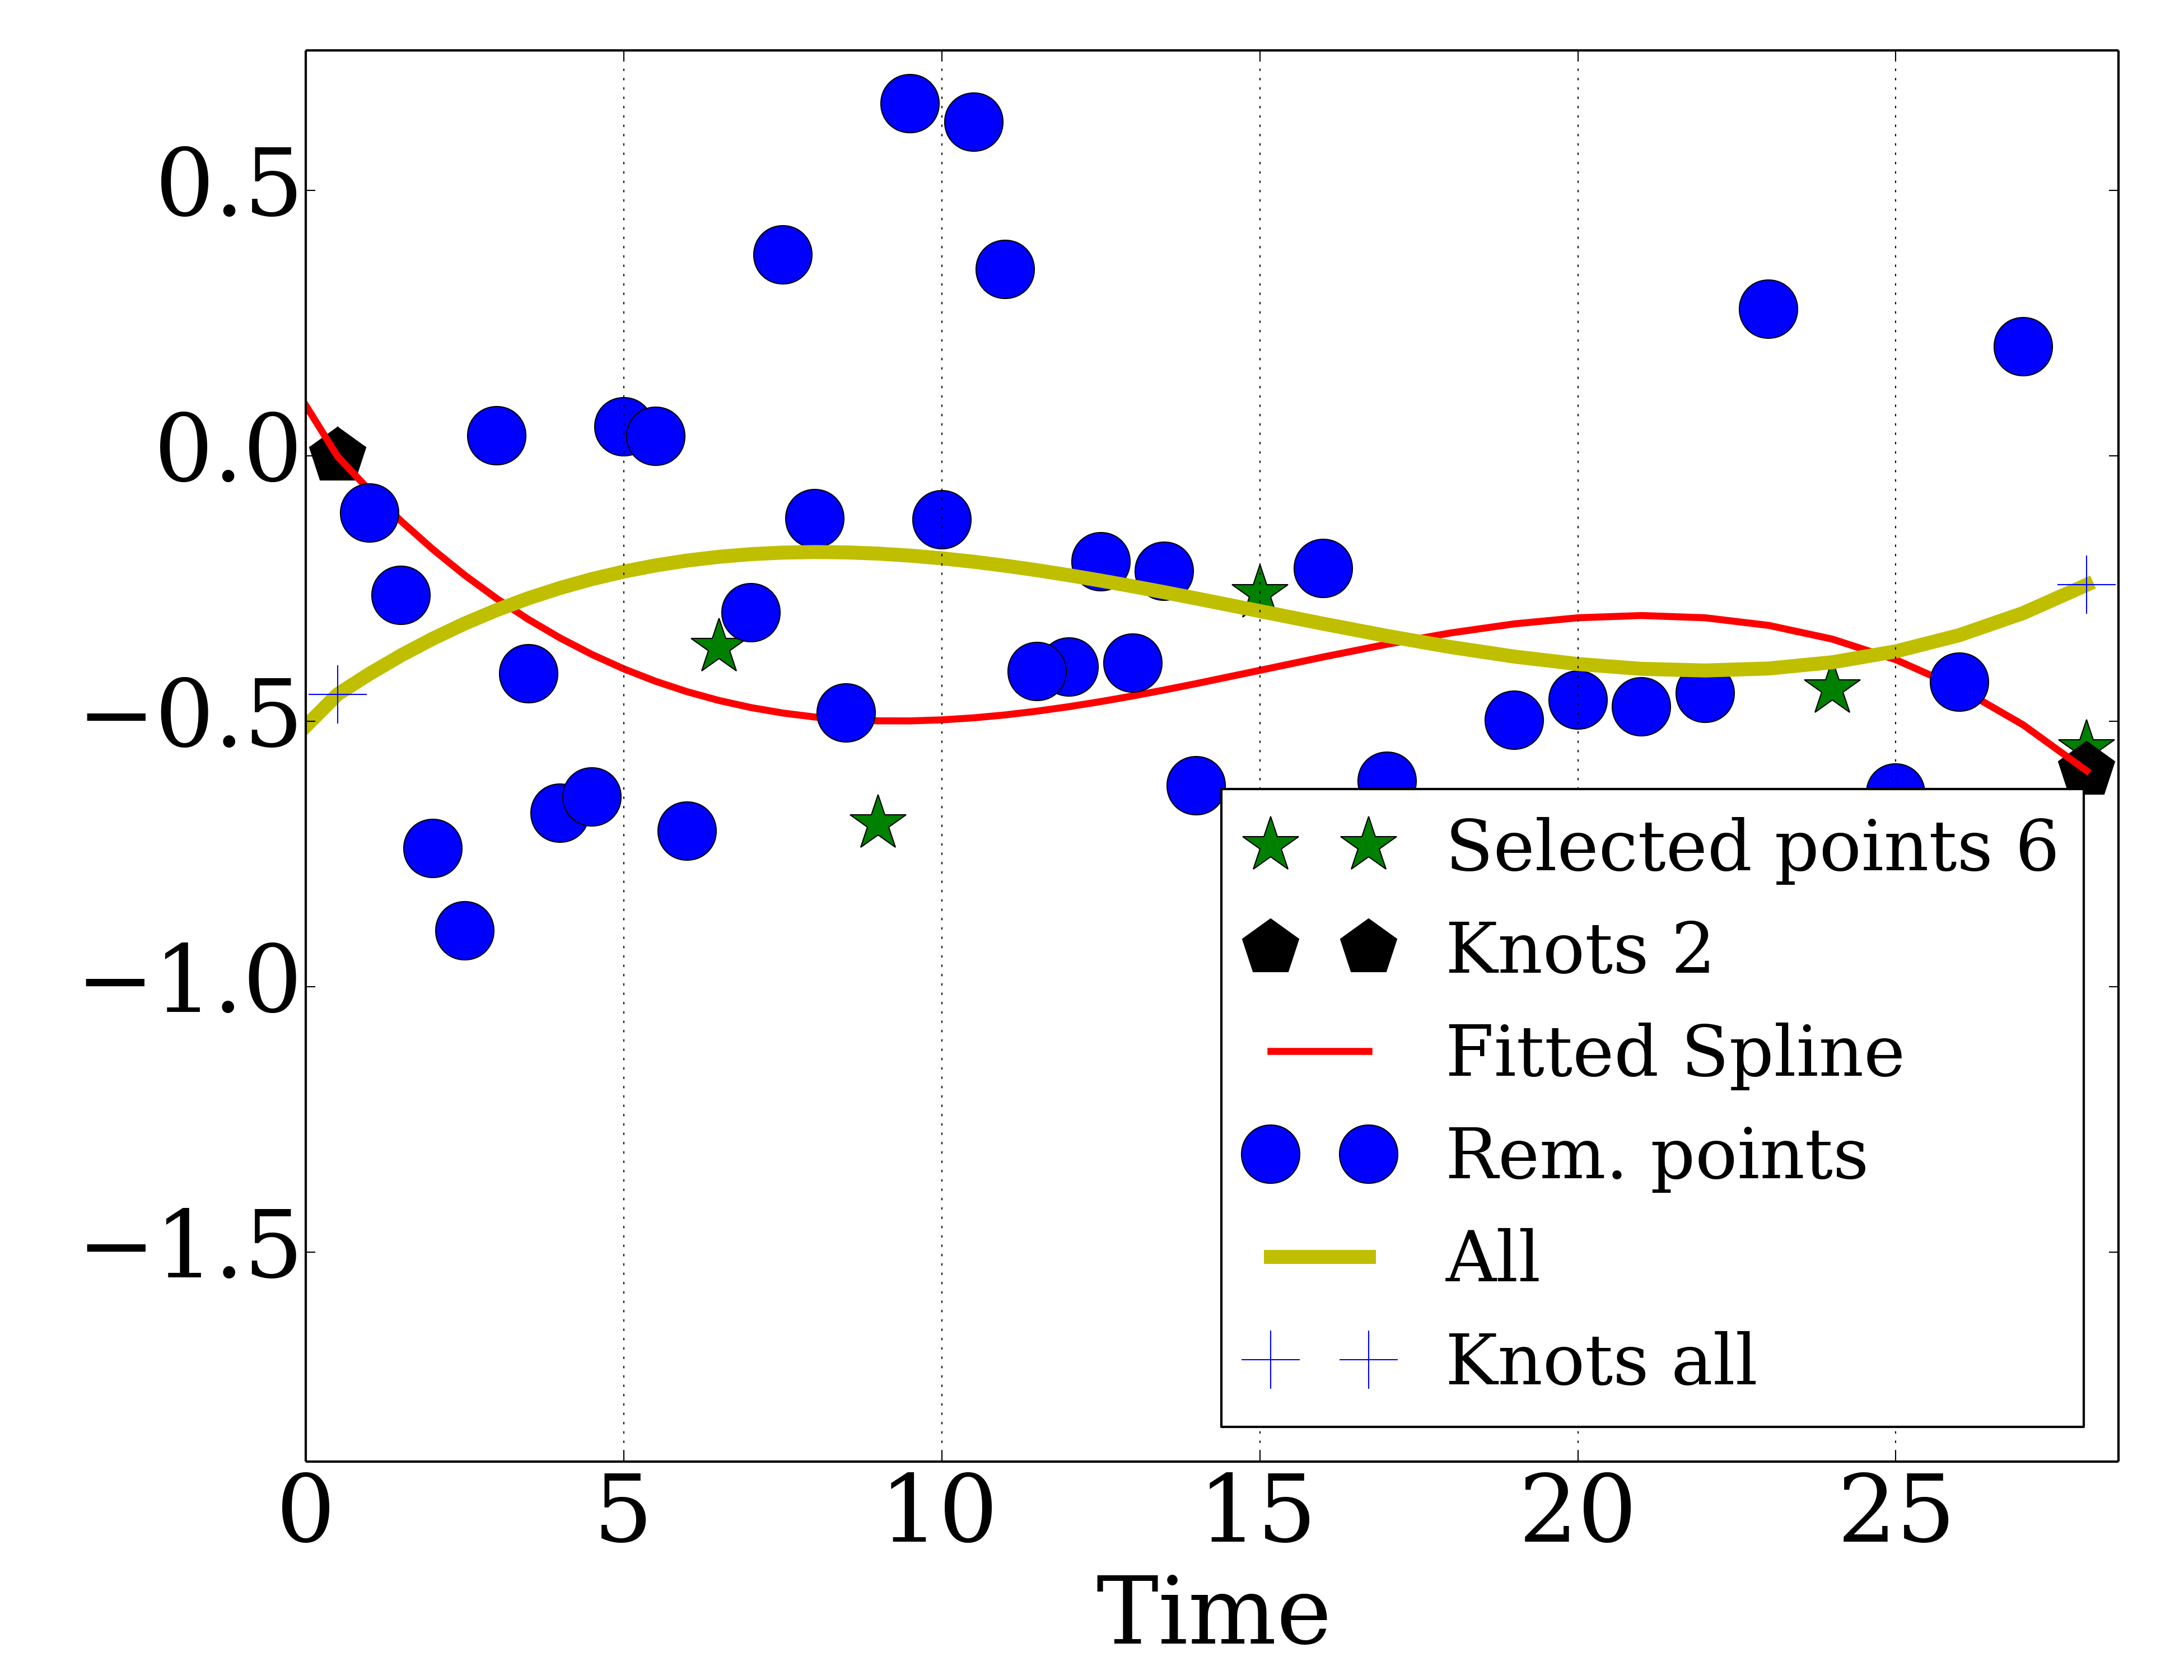 0.5
0.0
−0.5
−1.0
−1.5
Selected points 6
Knots 2
Fitted Spline
Rem. points
All
Knots all
0 5 10 15 20 25
Time